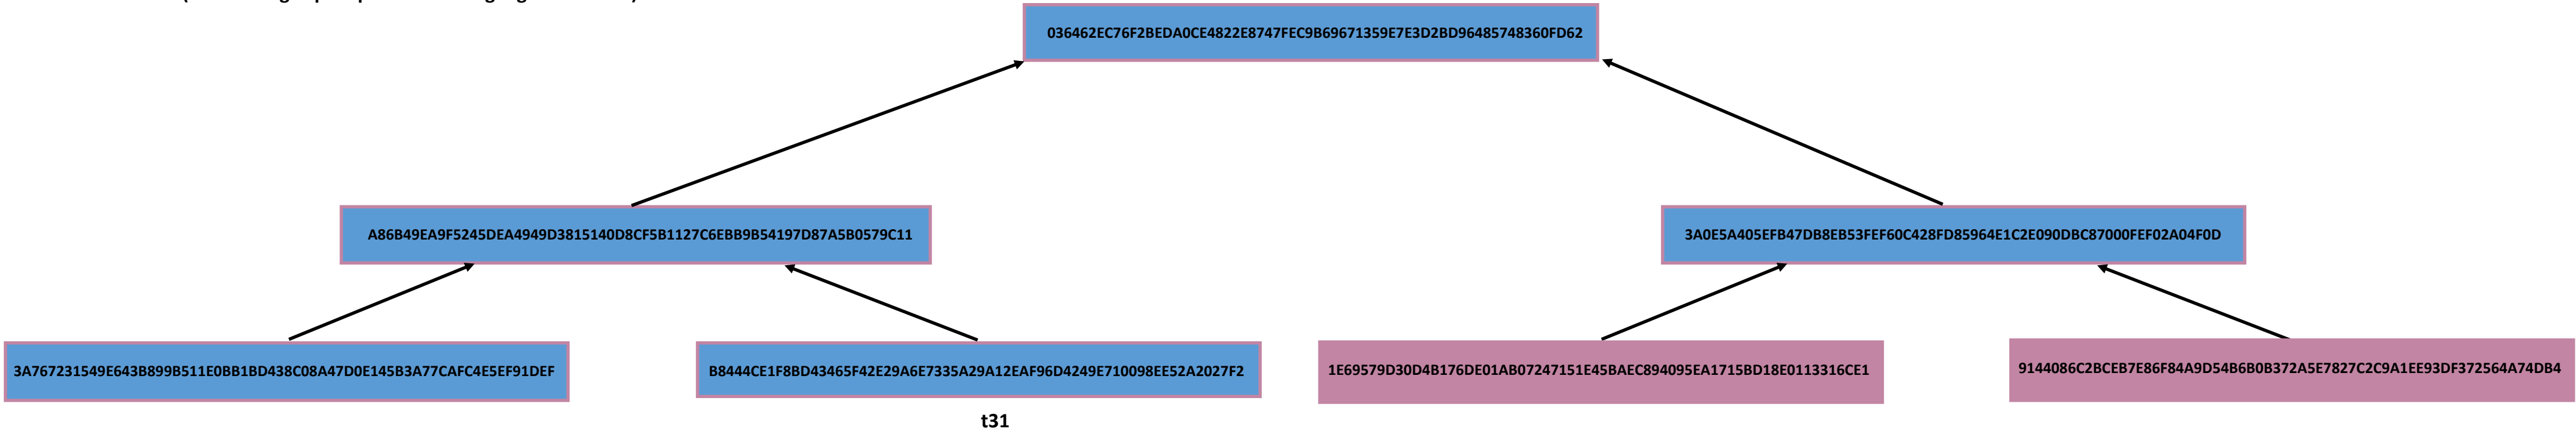 036462EC76F2BEDA0CE4822E8747FEC9B69671359E7E3D2BD96485748360FD62
A86B49EA9F5245DEA4949D3815140D8CF5B1127C6EBB9B54197D87A5B0579C11
3A0E5A405EFB47DB8EB53FEF60C428FD85964E1C2E090DBC87000FEF02A04F0D
3A767231549E643B899B511E0BB1BD438C08A47D0E145B3A77CAFC4E5EF91DEF
B8444CE1F8BD43465F42E29A6E7335A29A12EAF96D4249E710098EE52A2027F2
1E69579D30D4B176DE01AB07247151E45BAEC894095EA1715BD18E0113316CE1
9144086C2BCEB7E86F84A9D54B6B0B372A5E7827C2C9A1EE93DF372564A74DB4
t31